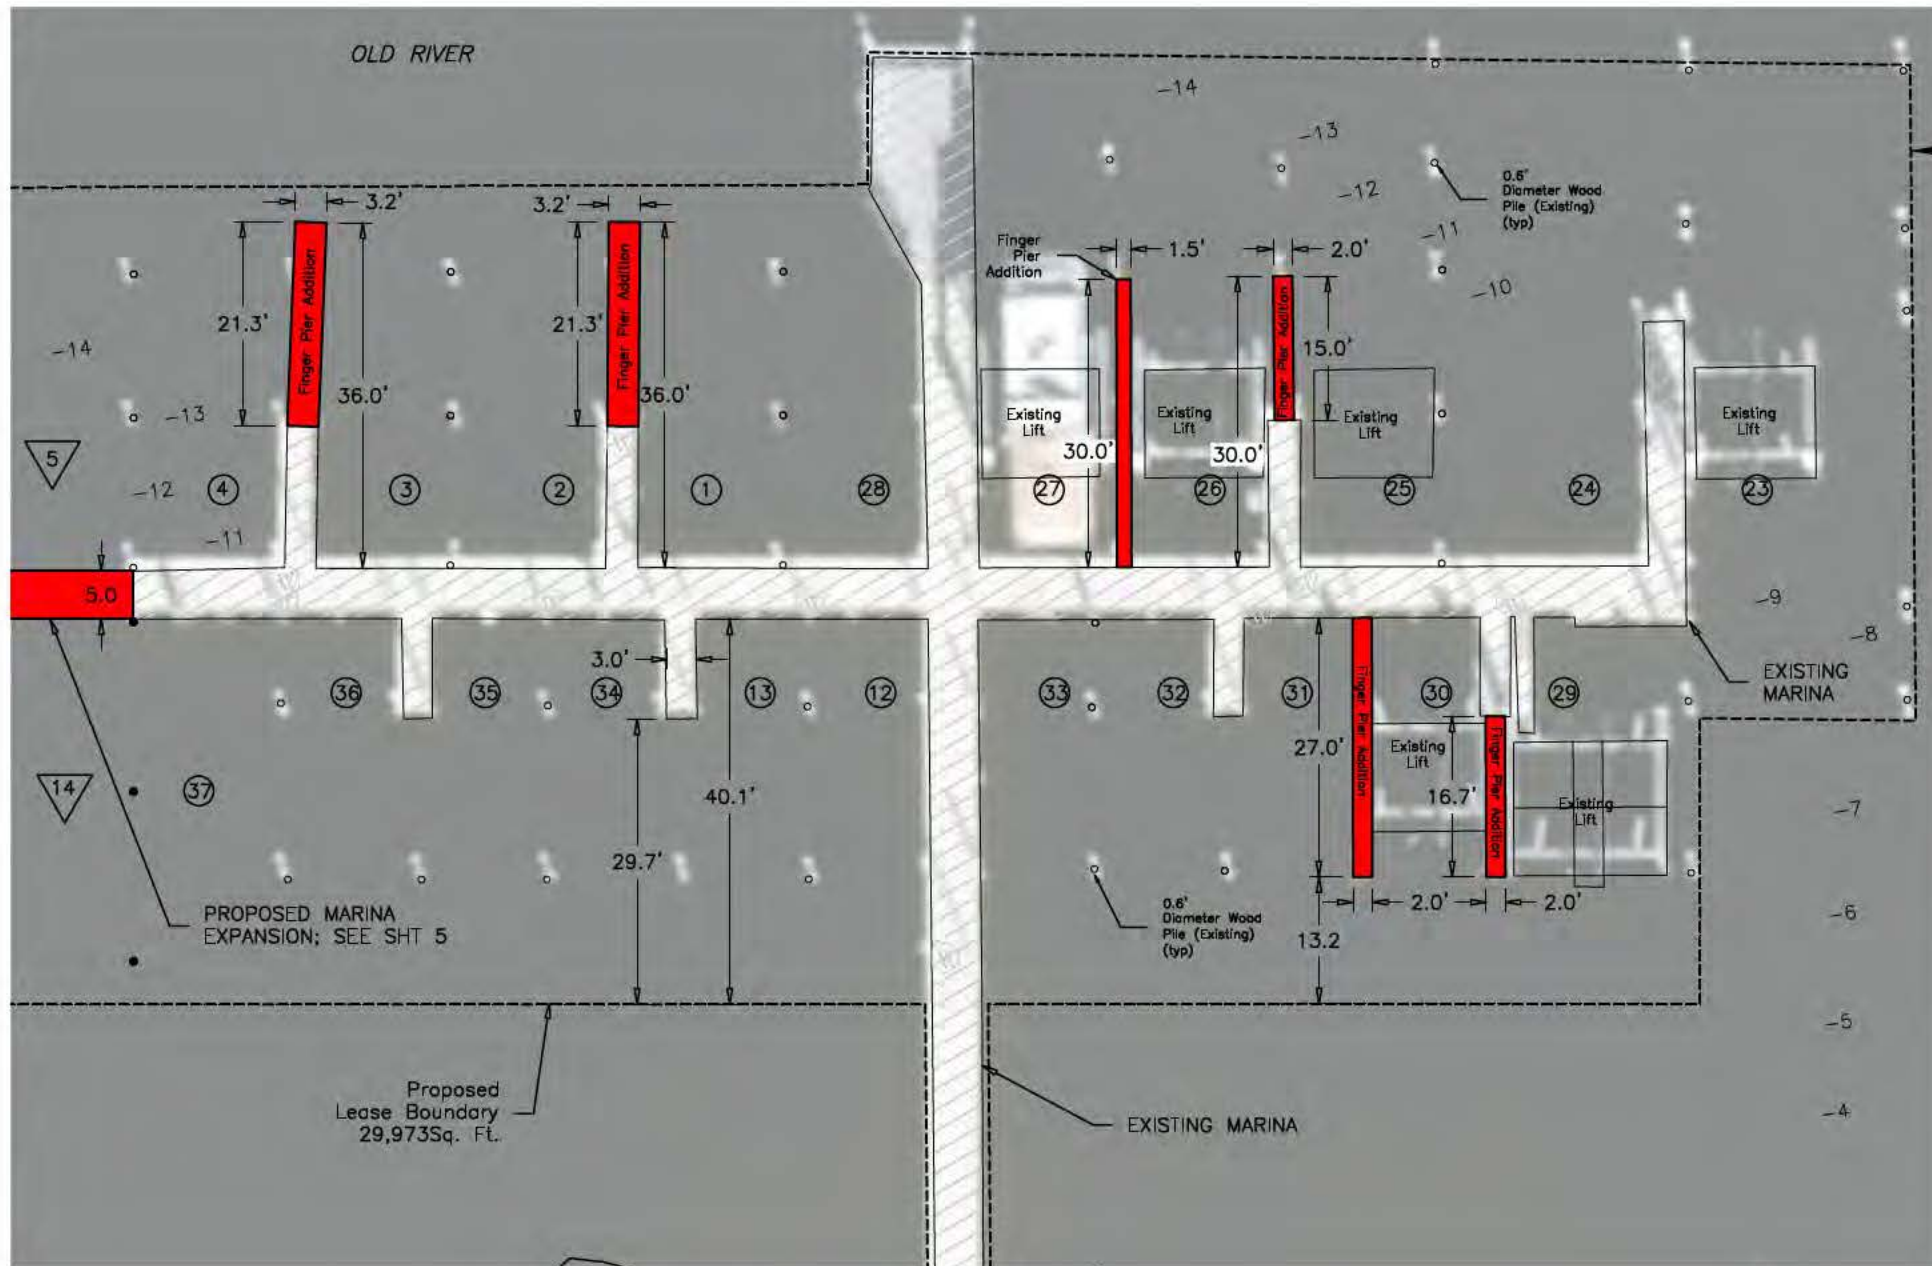 OLD RIVER
-14
-13
-12
-11
-10
0.6'
Diameter Wood
Pile (Existing)
(typ)
3.2'
3.2'
Finger
Pier
Addition
1.5'
2.0'
Finger Pier Addition
Finger Pier Addition
Finger Pier Addition
21.3'
36.0'
21.3'
36.0'
30.0'
30.0'
15.0'
-14
-13
-12
-11
5
Existing
Lift
Existing
Lift
Existing
Lift
Existing
Lift
4
3
2
1
28
27
26
25
24
23
5.0
-9
-8
3.0'
36
35
34
13
12
33
32
31
30
29
EXISTING
MARINA
Finger Pier Addition
Finger Pier Addition
27.0'
Existing
Lift
16.7'
Existing
Lift
14
37
40.1'
29.7'
-7
-6
-5
-4
2.0'
2.0'
13.2
0.6'
Diameter Wood
Pile (Existing)
(typ)
PROPOSED MARINA
EXPANSION; SEE SHT 5
Proposed
Lease Boundary
29,973Sq. Ft.
EXISTING MARINA